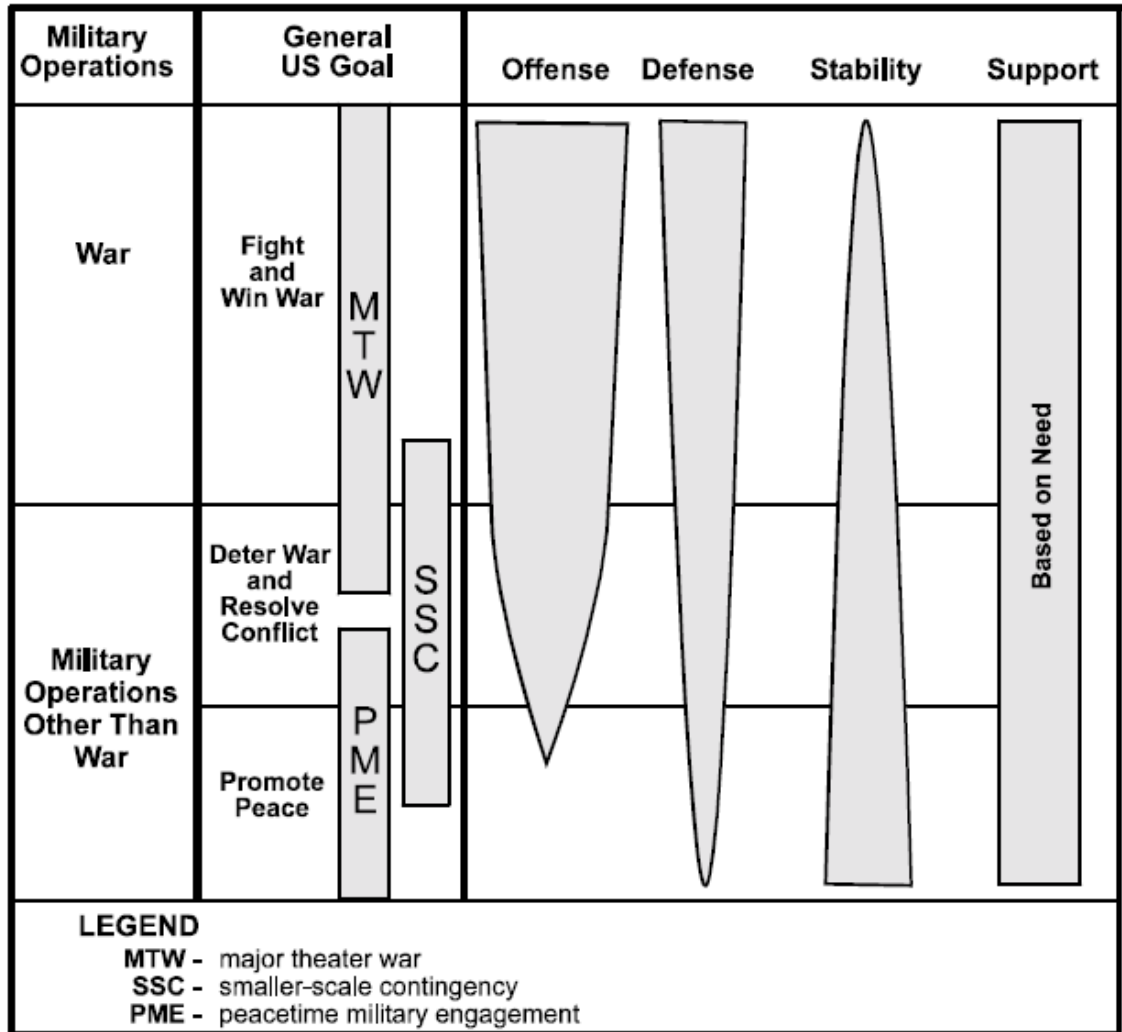 Military
Operations
General
US Goal
Offense
Defense
Stability
Support
War
Fight
and
Win War
M
T
W
Deter War
and
Resolve
Conflict
S
S
C
Based on Need
Military
Operations
Other Than
War
P
M
E
Promote
Peace
LEGEND
MTW - major theater war
SSC - smaller-scale contingency
PME - peacetime military engagement